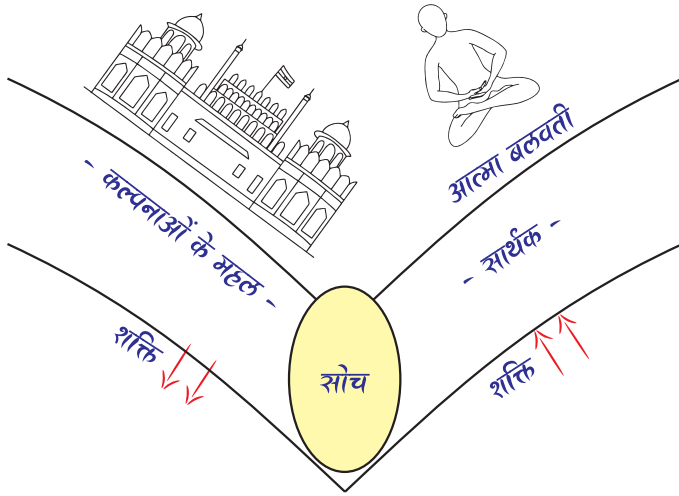 आत्मा बलवती
- कल्पनाओं के महल -
- सार्थक -
शक्ति
शक्ति
सोच